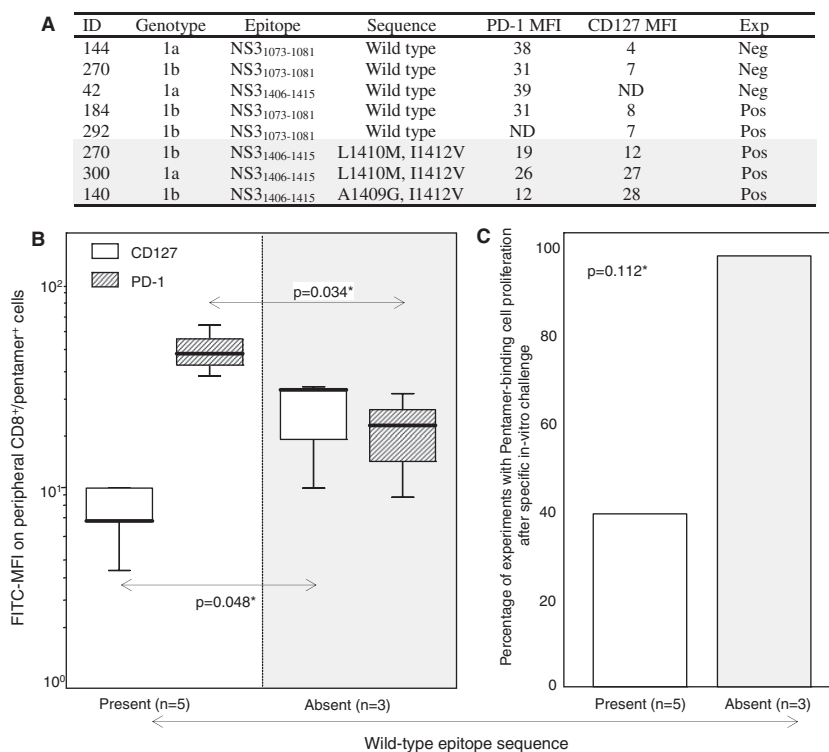 A
ID Genotype Epitope Sequence PD-1 MFI CD127 MFI Exp
144 1a NS3₁₀₇₃₋₁₀₈₁ Wild type 38 4 Neg
270 1b NS3₁₀₇₃₋₁₀₈₁ Wild type 31 7 Neg
42 1a NS3₁₄₀₆₋₁₄₁₅ Wild type 39 ND Neg
184 1b NS3₁₀₇₃₋₁₀₈₁ Wild type 31 8 Pos
292 1b NS3₁₀₇₃₋₁₀₈₁ Wild type ND 7 Pos
270 1b NS3₁₄₀₆₋₁₄₁₅ L1410M, I1412V 19 12 Pos
300 1a NS3₁₄₀₆₋₁₄₁₅ L1410M, I1412V 26 27 Pos
140 1b NS3₁₄₀₆₋₁₄₁₅ A1409G, I1412V 12 28 Pos
B
FITC-MFI on peripheral CD8⁺/pentamer⁺ cells
10²
10¹
10⁰
CD127
PD-1
p=0.034*
p=0.048*
Present (n=5) Absent (n=3)
C
Percentage of experiments with Pentamer-binding cell proliferation
after specific in-vitro challenge
100
80
60
40
20
0
p=0.112*
Present (n=5) Absent (n=3)
Wild-type epitope sequence